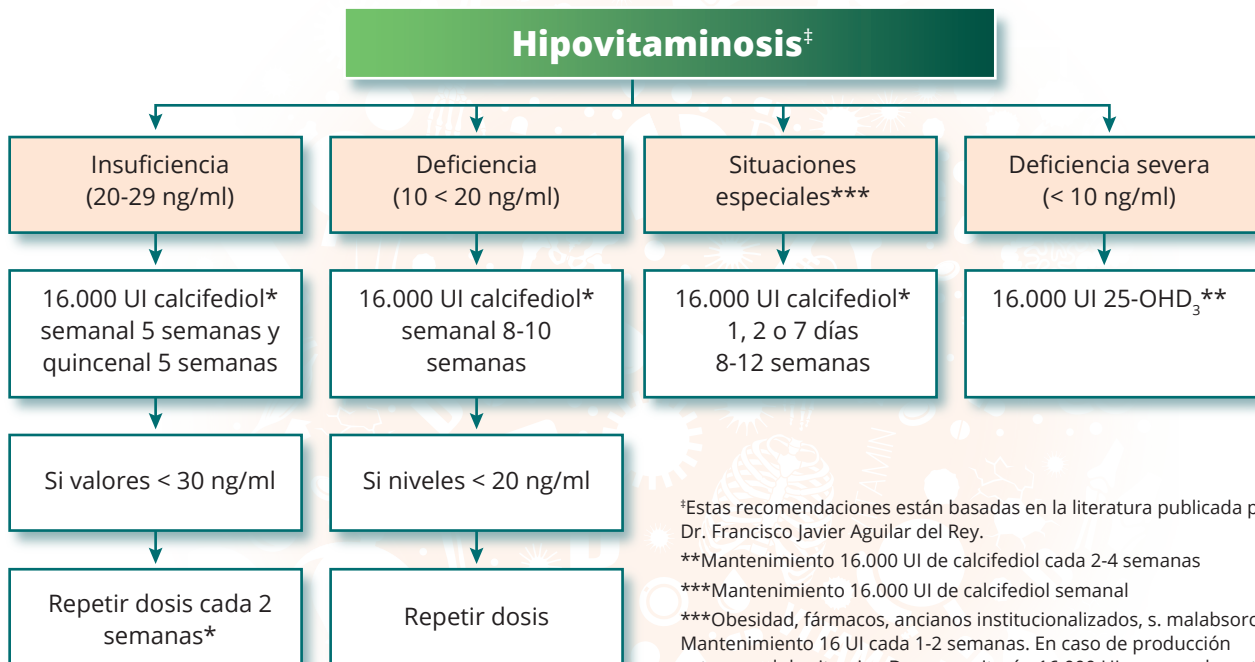 Hipovitaminosis‡
Insuficiencia
(20-29 ng/ml)
Deficiencia
(10 < 20 ng/ml)
Situaciones
especiales***
Deficiencia severa
(< 10 ng/ml)
16.000 UI calcifediol*
semanal 5 semanas y
quincenal 5 semanas
16.000 UI calcifediol*
semanal 8-10
semanas
16.000 UI calcifediol*
1, 2 o 7 días
8-12 semanas
16.000 UI 25-OHD₃**
Si valores < 30 ng/ml
Si niveles < 20 ng/ml
Repetir dosis cada 2
semanas*
Repetir dosis
‡Estas recomendaciones están basadas en la literatura publicada
Dr. Francisco Javier Aguilar del Rey.
**Mantenimiento 16.000 UI de calcifediol cada 2-4 semanas
***Mantenimiento 16.000 UI de calcifediol semanal
***Obesidad, fármacos, ancianos institucionalizados, s.
Mantenimiento 16 UI cada 1-2 semanas. En caso de producción